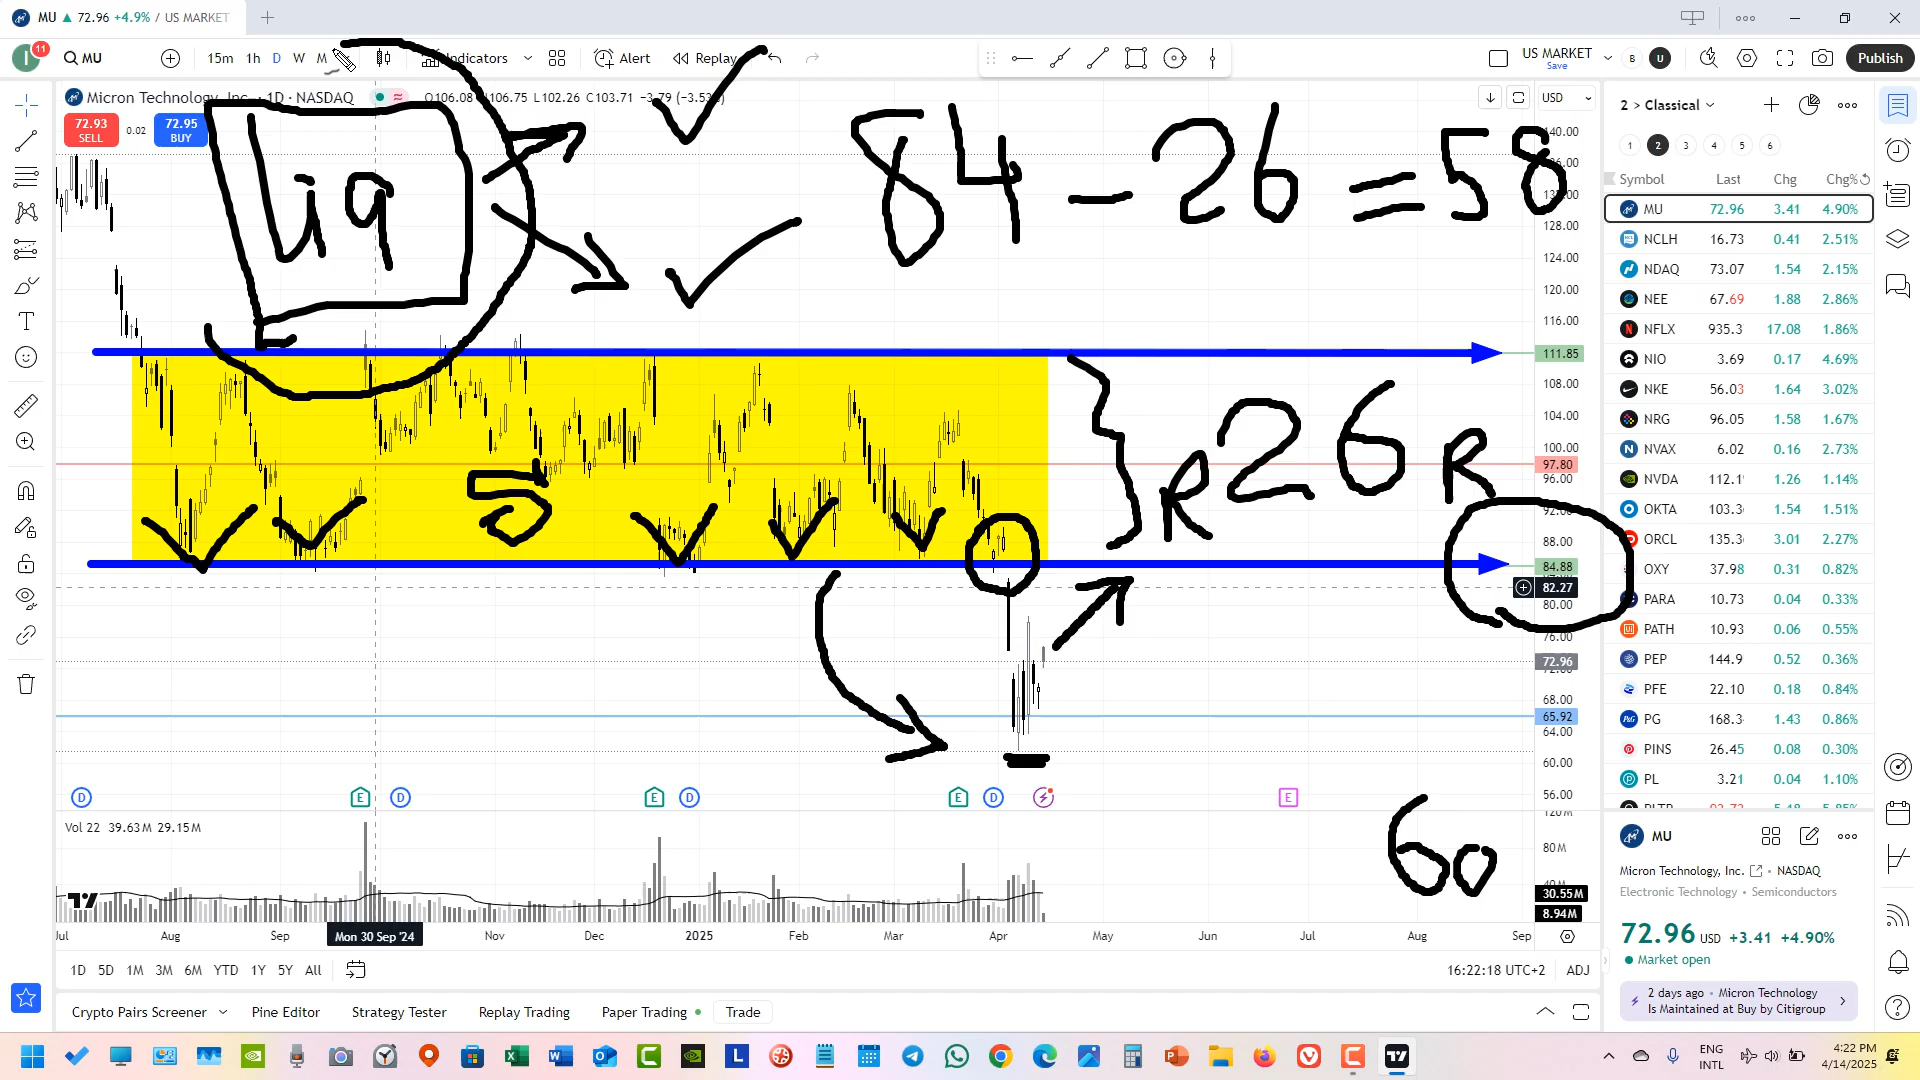 MU ▲ 72.96 +4.9% / US MARKET
11
MU 15m 1h D W M Indicators Alert Replay US MARKET Save B U Publish
Micron Technology, Inc. · 1D · NASDAQ O106.08 H106.75 L102.26 C103.71 −3.79 (−3.53%) USD
72.93 SELL 0.02 72.95 BUY
liq
84 - 26 = 58
R 26 R
5
60
140.00
136.00
132.00
128.00
124.00
120.00
116.00
111.85
108.00
104.00
100.00
97.80
96.00
92.00
88.00
84.88
82.27
80.00
76.00
72.96
72.00
68.00
65.92
64.00
60.00
56.00
D E D E D E D E
Vol 22 39.63M 29.15M
120M
80M
40M
30.55M
8.94M
Jul Aug Sep Mon 30 Sep '24 Nov Dec 2025 Feb Mar Apr May Jun Jul Aug Sep
1D 5D 1M 3M 6M YTD 1Y 5Y All 16:22:18 UTC+2 ADJ
Crypto Pairs Screener Pine Editor Strategy Tester Replay Trading Paper Trading Trade
2 > Classical
1 2 3 4 5 6
Symbol Last Chg Chg%
MU 72.96 3.41 4.90%
NCLH 16.73 0.41 2.51%
NDAQ 73.07 1.54 2.15%
NEE 67.69 1.88 2.86%
NFLX 935.3 17.08 1.86%
NIO 3.69 0.17 4.69%
NKE 56.03 1.64 3.02%
NRG 96.05 1.58 1.67%
NVAX 6.02 0.16 2.73%
NVDA 112.1 1.26 1.14%
OKTA 103.3 1.54 1.51%
ORCL 135.3 3.01 2.27%
OXY 37.98 0.31 0.82%
PARA 10.73 0.04 0.33%
PATH 10.93 0.06 0.55%
PEP 144.9 0.52 0.36%
PFE 22.10 0.18 0.84%
PG 168.3 1.43 0.86%
PINS 26.45 0.08 0.30%
PL 3.21 0.04 1.10%
MU
Micron Technology, Inc. • NASDAQ
Electronic Technology • Semiconductors
72.96 USD +3.41 +4.90%
Market open
2 days ago • Micron Technology
Is Maintained at Buy by Citigroup
ENG
INTL
4:22 PM
4/14/2025